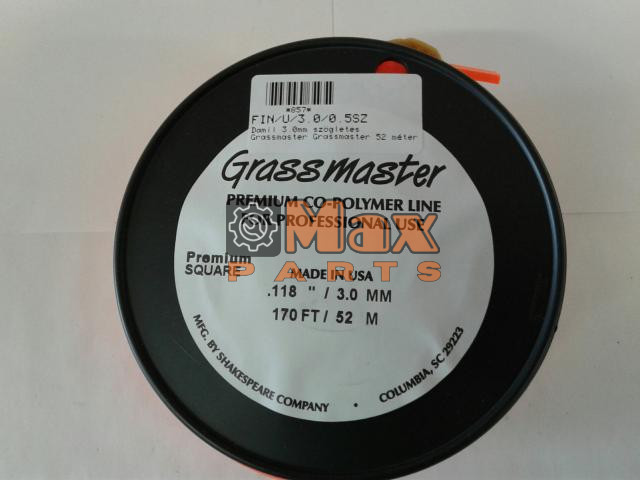 *857*
FIN/U/3.0/0.5SZ
Damil 3.0mm szögletes
Grassmaster Grassmaster 52 méter
Grassmaster
PREMIUM CO-POLYMER LINE
FOR PROFESSIONAL USE
Max
PARTS
Premium
SQUARE
MADE IN USA
.118 " / 3.0 MM
170 FT / 52 M
MFG. BY SHAKESPEARE COMPANY • COLUMBIA, SC 29223